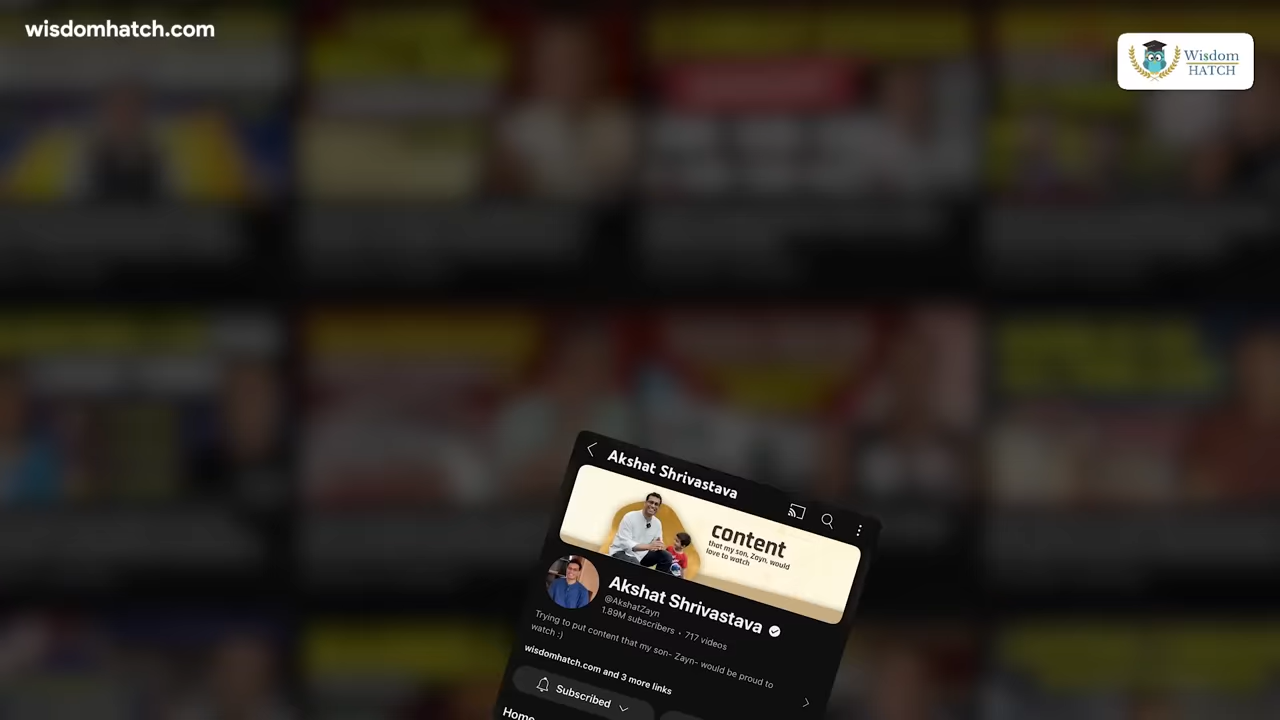 wisdomhatch.com
Wisdom
HATCH
Akshat Shrivastava
content
that my son, Zayn, would
love to watch
Akshat Shrivastava
@AkshatZayn
1.89M subscribers • 717 videos
Trying to put content that my son- Zayn- would be proud to
watch :)
wisdomhatch.com and 3 more links
Subscribed
Home